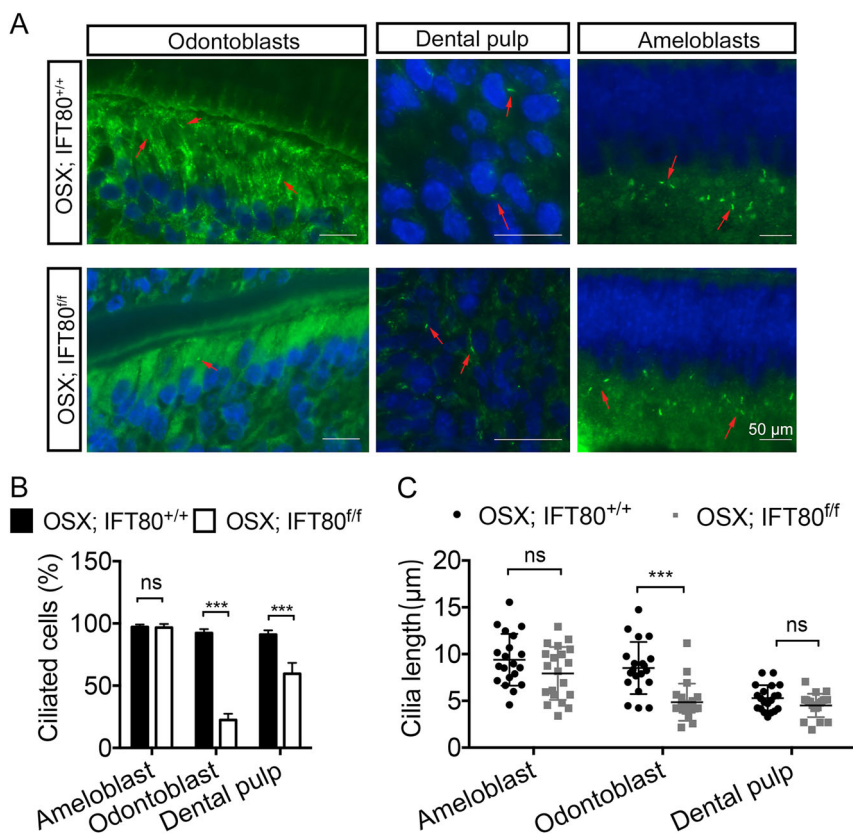 A
Odontoblasts
Dental pulp
Ameloblasts
OSX; IFT80+/+
OSX; IFT80f/f
50 μm
B
OSX; IFT80+/+
OSX; IFT80f/f
Ciliated cells (%)
150
100
50
0
ns
***
***
Ameloblast
Odontoblast
Dental pulp
C
OSX; IFT80+/+
OSX; IFT80f/f
Cilia length(μm)
20
15
10
5
0
ns
***
ns
Ameloblast
Odontoblast
Dental pulp